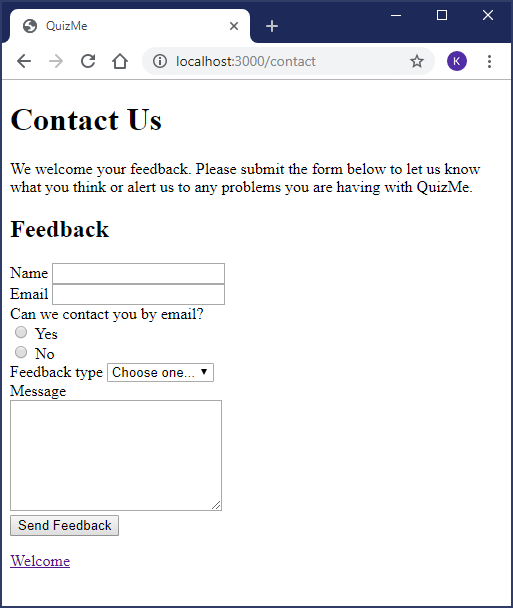 QuizMe
localhost:3000/contact
K
Contact Us
We welcome your feedback. Please submit the form below to let us know
what you think or alert us to any problems you are having with QuizMe.
Feedback
Name
Email
Can we contact you by email?
Yes
No
Feedback type Choose one...
Message
Send Feedback
Welcome